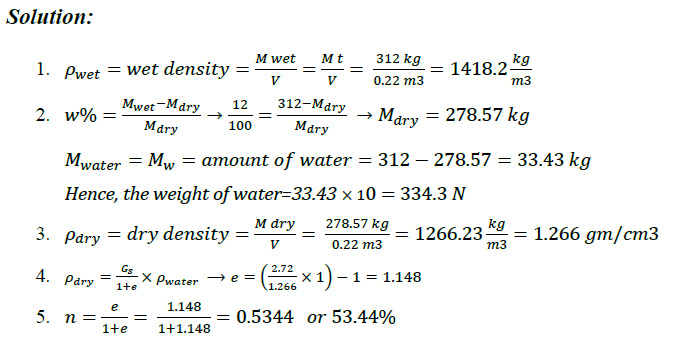 Solution:
1. ρwet = wet density = M wet / V = M t / V = 312 kg / 0.22 m3 = 1418.2 kg / m3
2. w% = Mwet−Mdry / Mdry → 12 / 100 = 312−Mdry / Mdry → Mdry = 278.57 kg
Mwater = Mw = amount of water = 312 − 278.57 = 33.43 kg
Hence, the weight of water=33.43 × 10 = 334.3 N
3. ρdry = dry density = M dry / V = 278.57 kg / 0.22 m3 = 1266.23 kg / m3 = 1.266 gm/cm3
4. ρdry = Gs / 1+e × ρwater → e = (2.72 / 1.266 × 1) − 1 = 1.148
5. n = e / 1+e = 1.148 / 1+1.148 = 0.5344 or 53.44%